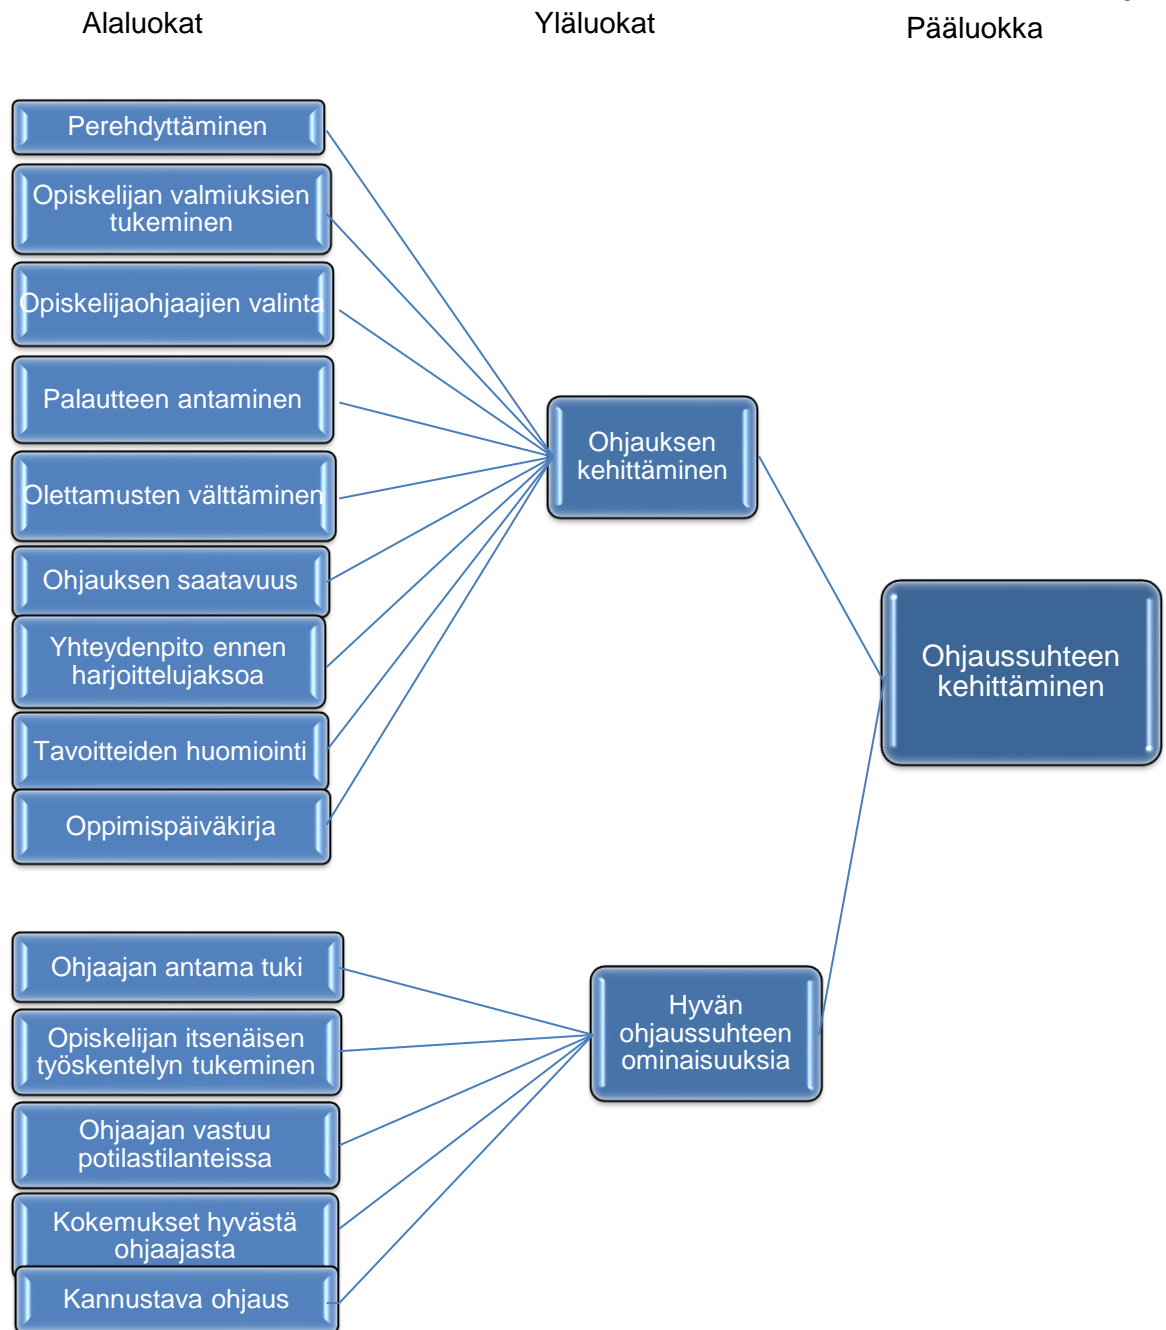 Alaluokat
Yläluokat
Pääluokka
Perehdyttäminen
Opiskelijan valmiuksien
tukeminen
Opiskelijaohjaajien valinta
Palautteen antaminen
Olettamusten välttäminen
Ohjauksen saatavuus
Yhteydenpito ennen
harjoittelujaksoa
Tavoitteiden huomiointi
Oppimispäiväkirja
Ohjauksen
kehittäminen
Ohjaussuhteen
kehittäminen
Ohjaajan antama tuki
Opiskelijan itsenäisen
työskentelyn tukeminen
Ohjaajan vastuu
potilastilanteissa
Kokemukset hyvästä
ohjaajasta
Kannustava ohjaus
Hyvän
ohjaussuhteen
ominaisuuksia